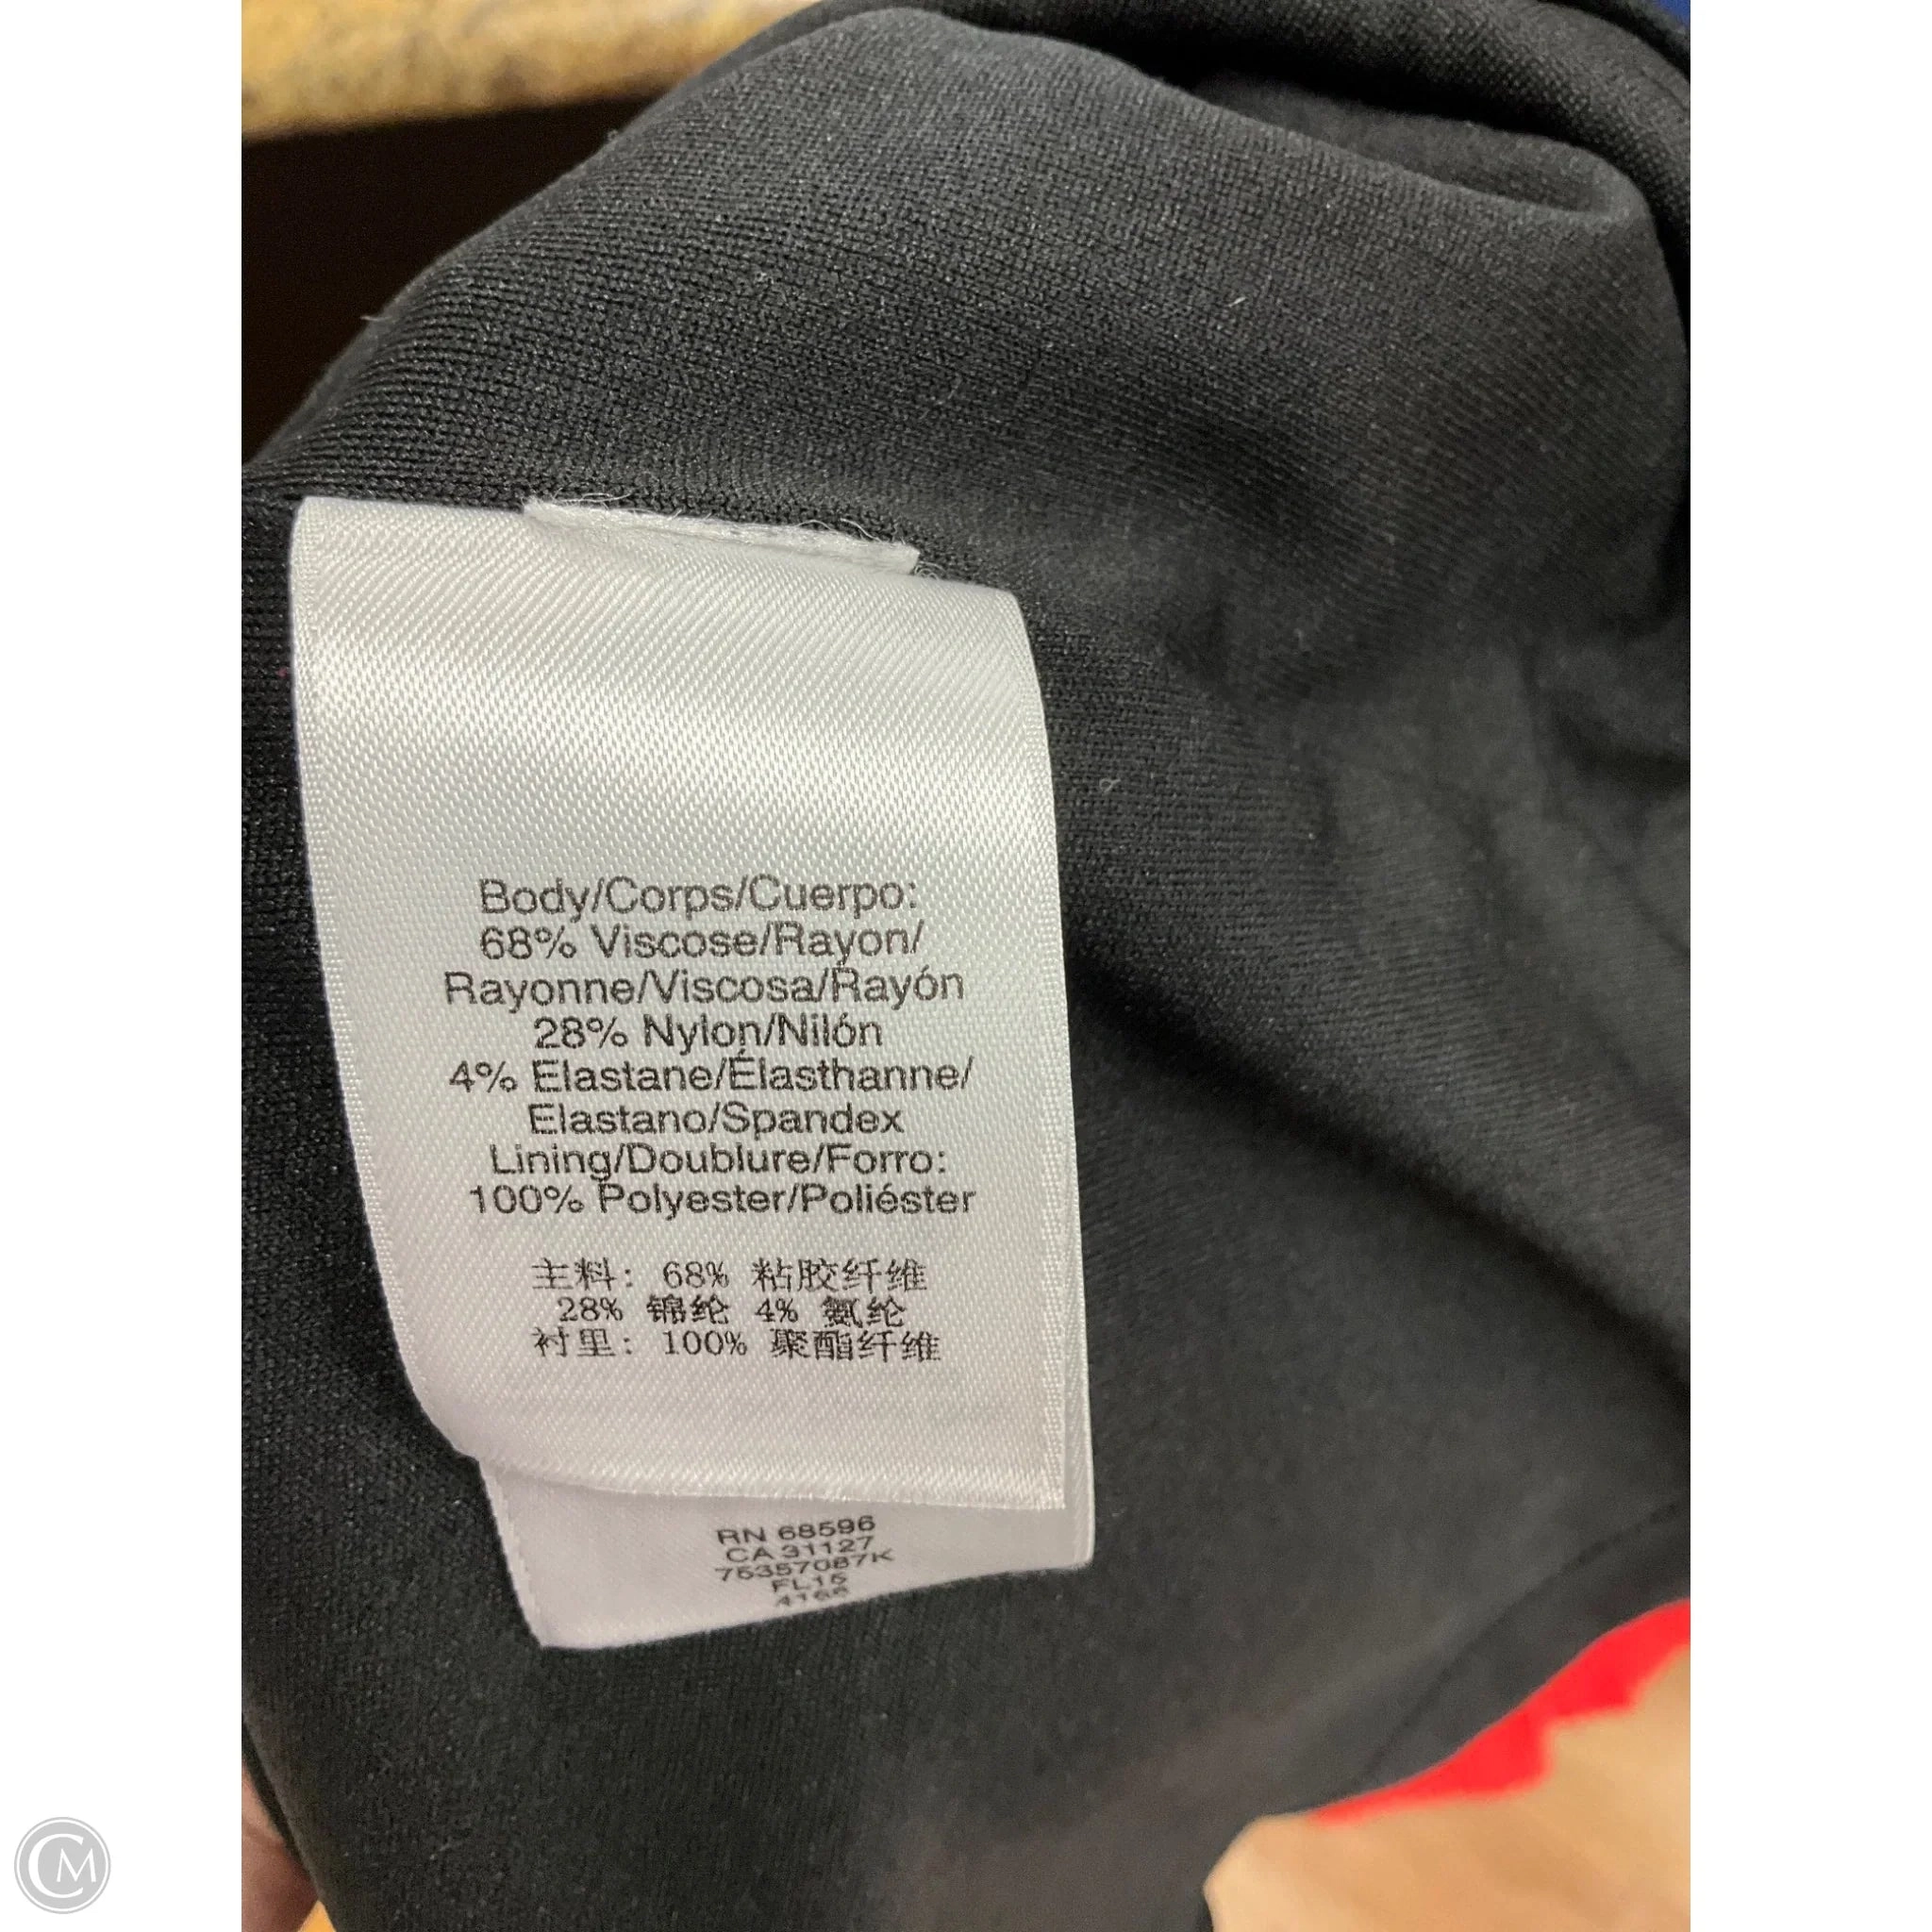 Body/Corps/Cuerpo:
68% Viscose/Rayon/
Rayonne/Viscosa/Rayón
28% Nylon/Nilón
4% Elastane/Élasthanne/
Elastano/Spandex
Lining/Doublure/Forro:
100% Polyester/Poliéster
主料: 68% 粘胶纤维
28% 锦纶 4% 氨纶
衬里: 100% 聚酯纤维
RN 68596
CA 31127
75357087K
FL15
CM